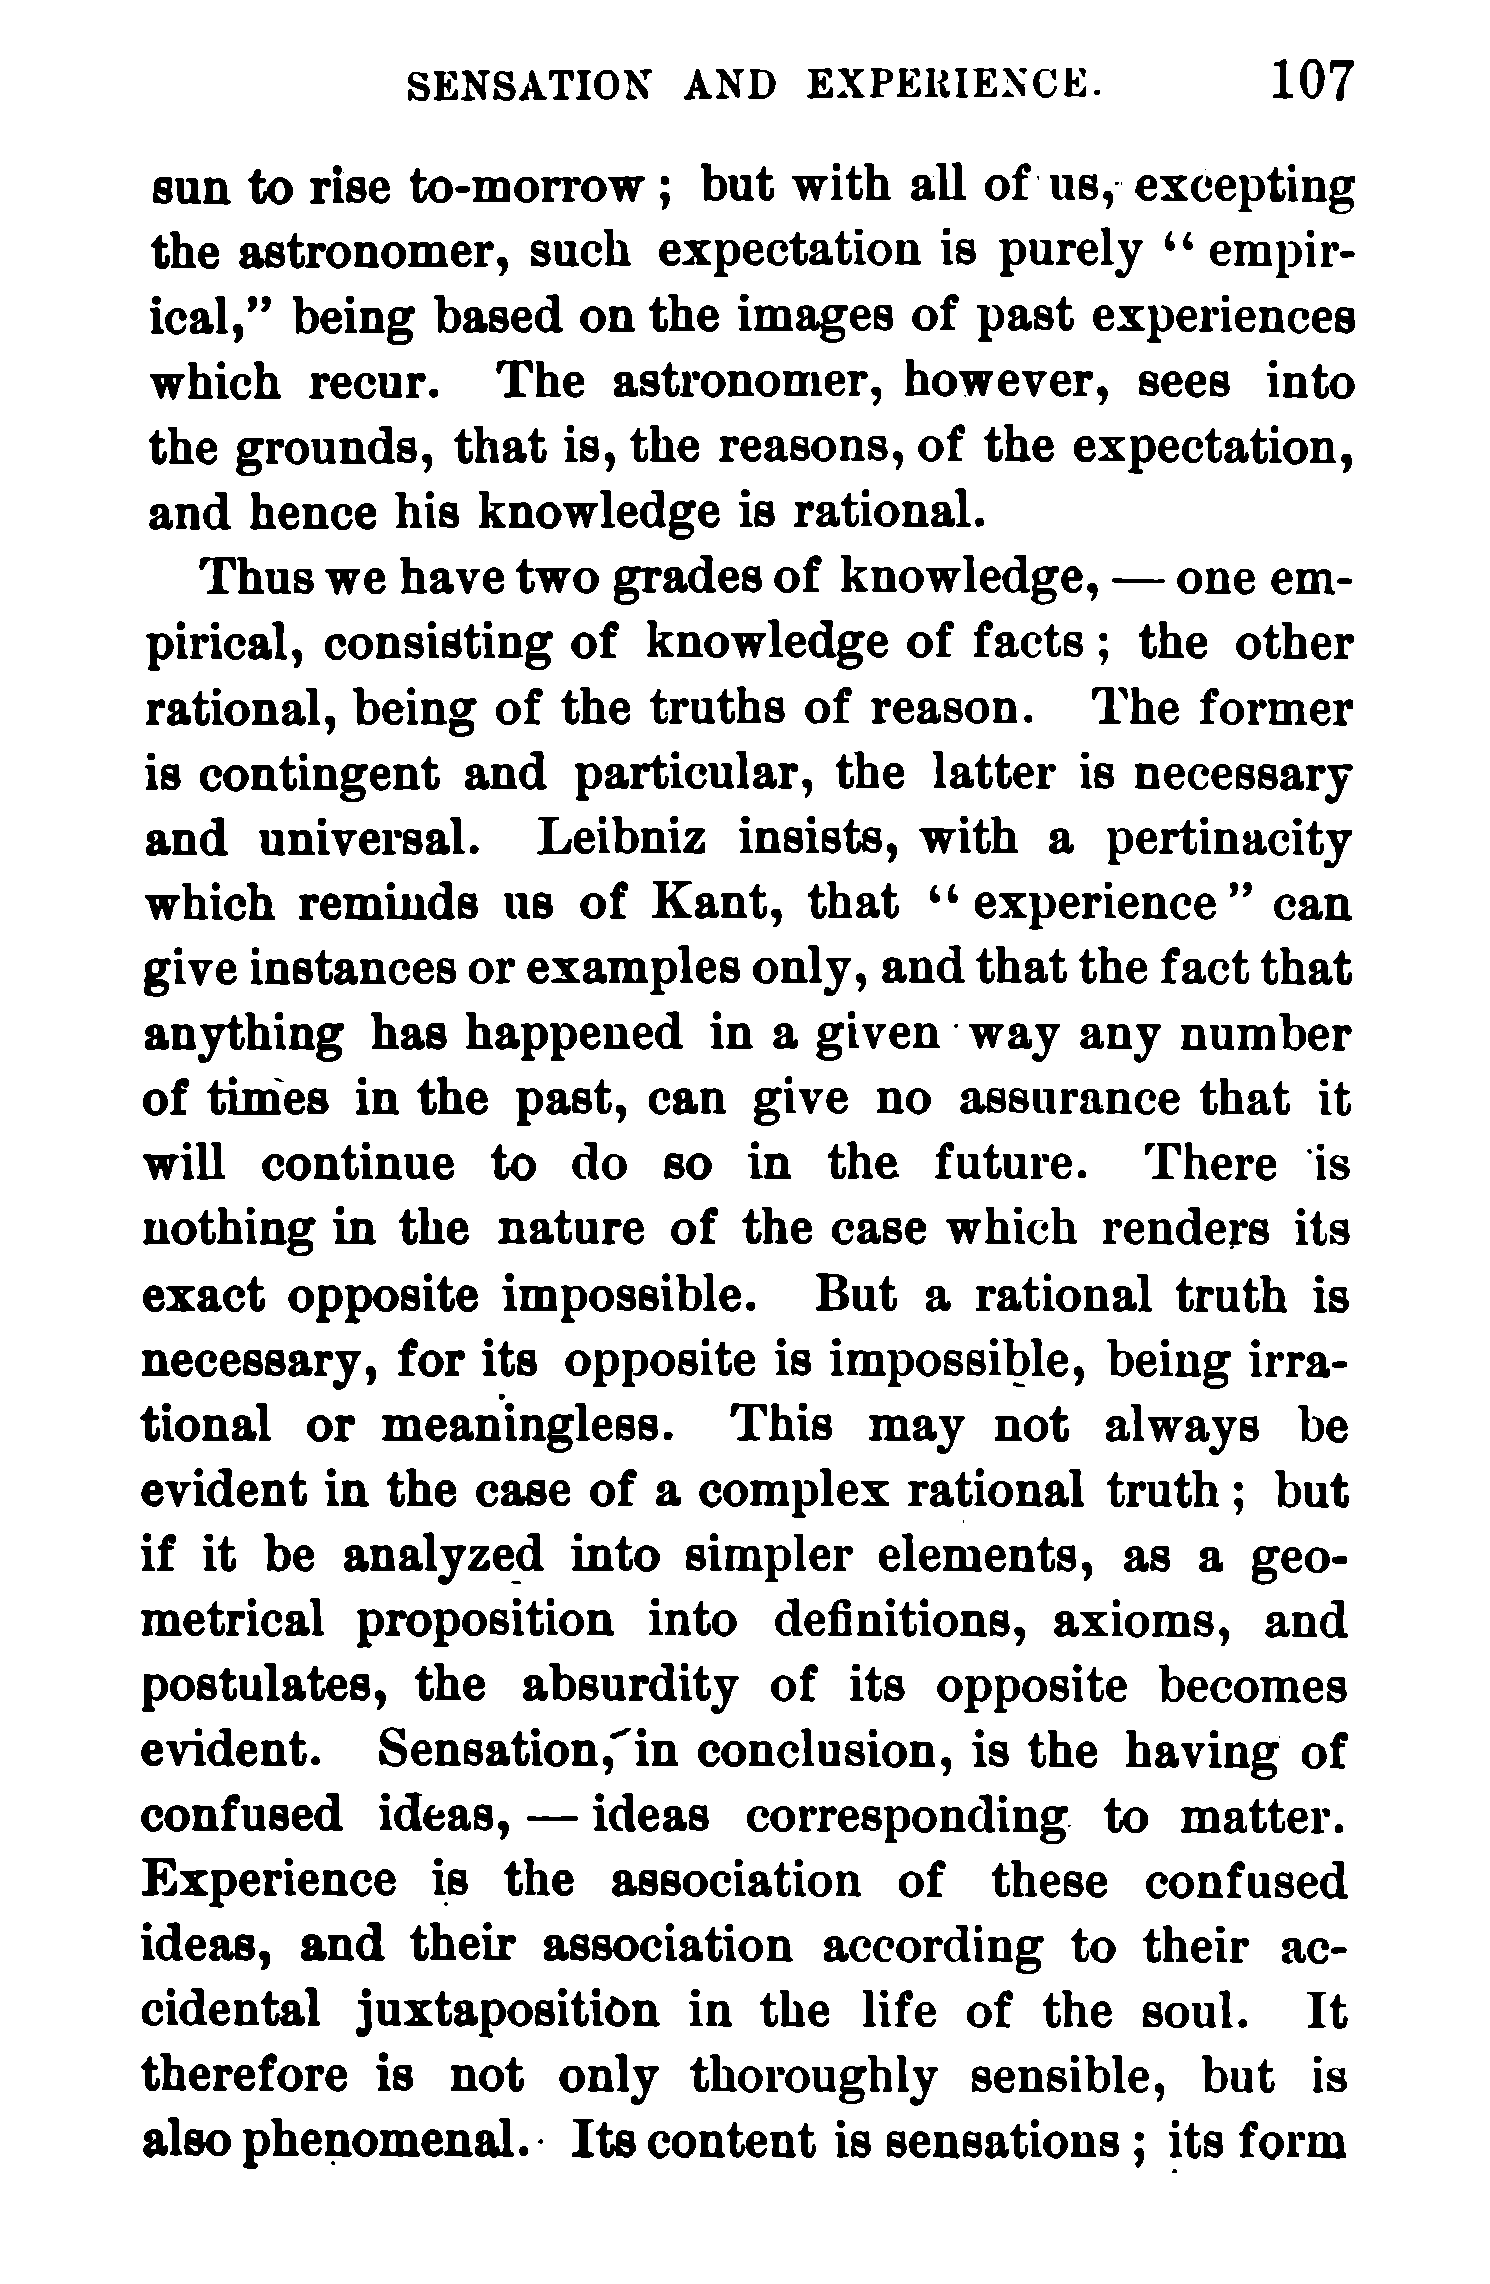 SENSATION AND EXPERIENCE. 107
sun to rise to-morrow ; but with all of us, excepting
the astronomer, such expectation is purely “ empir-
ical,” being based on the images of past experiences
which recur. The astronomer, however, sees into
the grounds, that is, the reasons, of the expectation,
and hence his knowledge is rational.
Thus we have two grades of knowledge, — one em-
pirical, consisting of knowledge of facts ; the other
rational, being of the truths of reason. The former
is contingent and particular, the latter is necessary
and universal. Leibniz insists, with a pertinacity
which reminds us of Kant, that “ experience ” can
give instances or examples only, and that the fact that
anything has happened in a given way any number
of times in the past, can give no assurance that it
will continue to do so in the future. There is
nothing in the nature of the case which renders its
exact opposite impossible. But a rational truth is
necessary, for its opposite is impossible, being irra-
tional or meaningless. This may not always be
evident in the case of a complex rational truth ; but
if it be analyzed into simpler elements, as a geo-
metrical proposition into definitions, axioms, and
postulates, the absurdity of its opposite becomes
evident. Sensation, in conclusion, is the having of
confused ideas, — ideas corresponding to matter.
Experience is the association of these confused
ideas, and their association according to their ac-
cidental juxtaposition in the life of the soul. It
therefore is not only thoroughly sensible, but is
also phenomenal. Its content is sensations ; its form